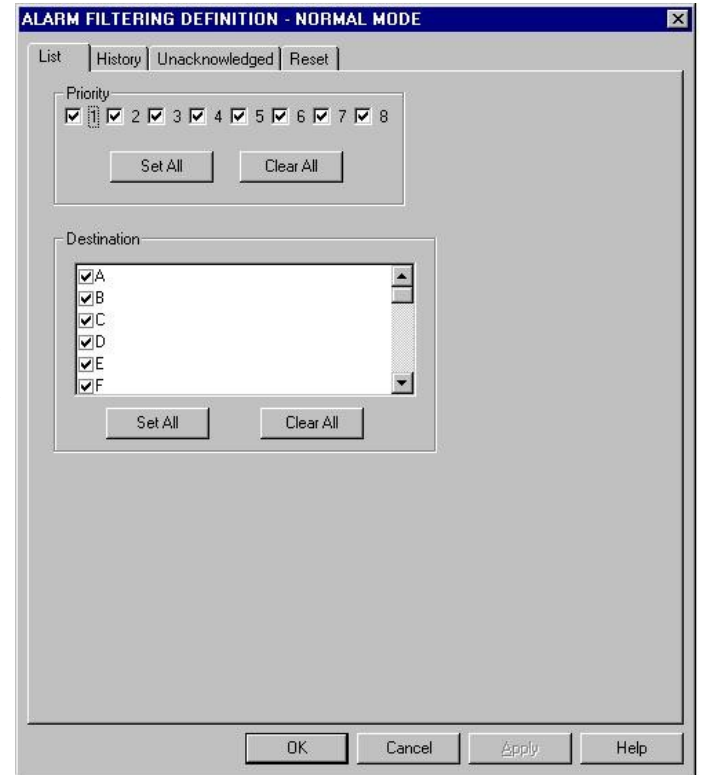 ALARM FILTERING DEFINITION - NORMAL MODE
List History Unacknowledged Reset
Priority
1 2 3 4 5 6 7 8
Set All Clear All
Destination
A
B
C
D
E
F
Set All Clear All
OK Cancel Apply Help